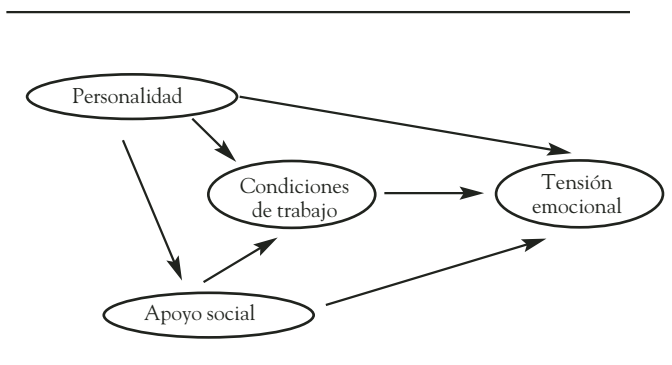 Personalidad
Condiciones
de trabajo
Tensión
emocional
Apoyo social